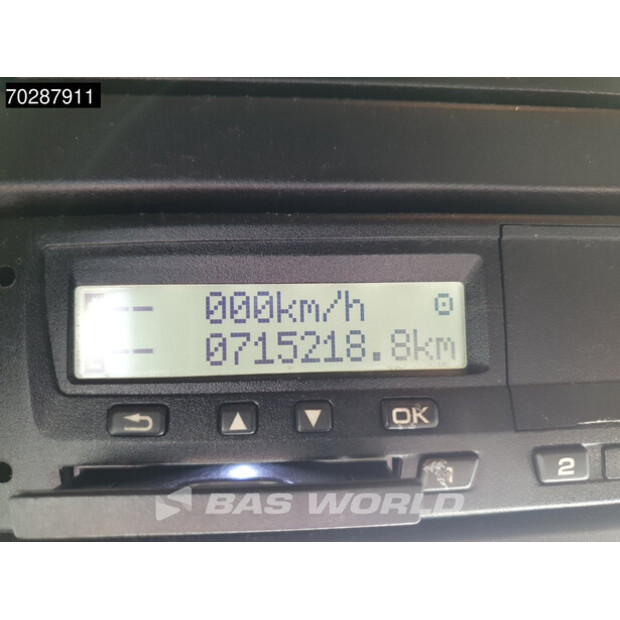 70287911
-- 000km/h
-- 0715218.8km
OK
2
BAS WORLD